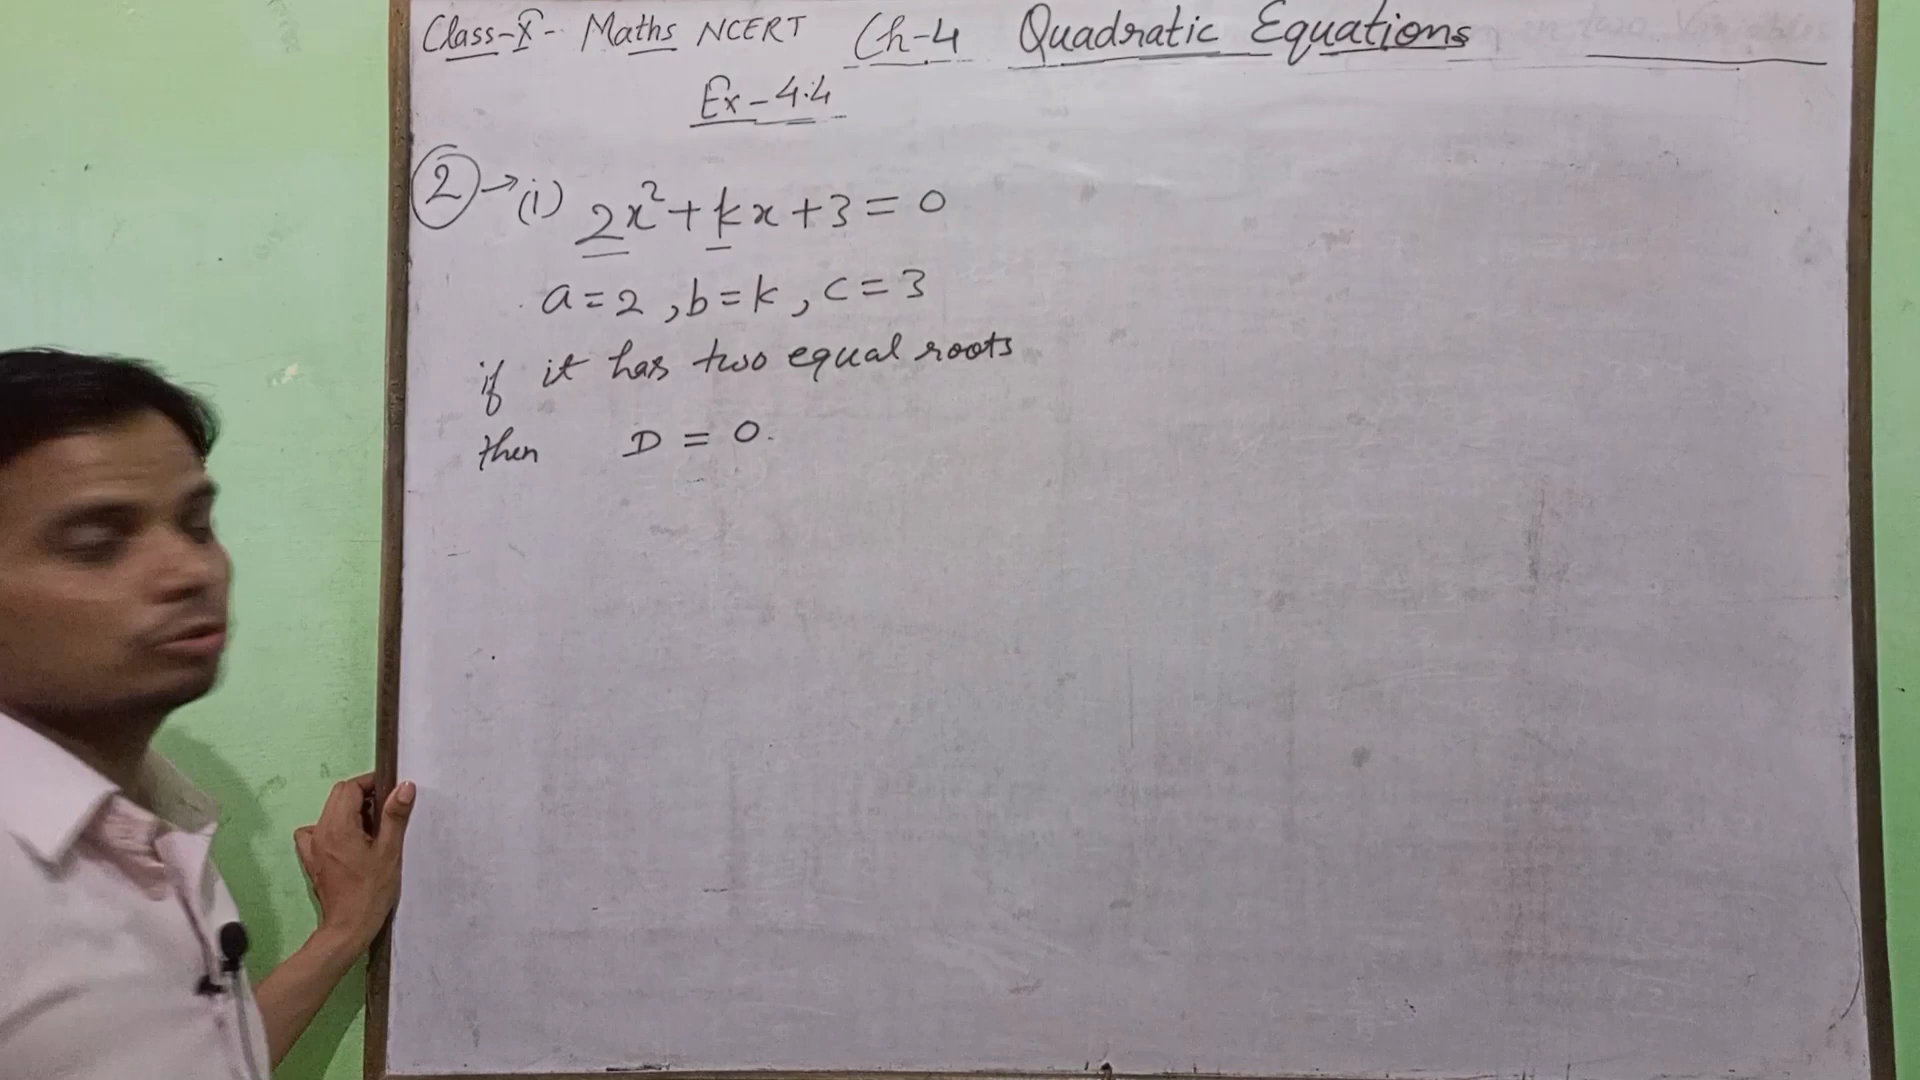 Class-X- Maths NCERT Ch-4 Quadratic Equations
Ex-4.4
2 → (i) 2x²+kx+3=0
a=2, b=k, c=3
if it has two equal roots
then D = 0.